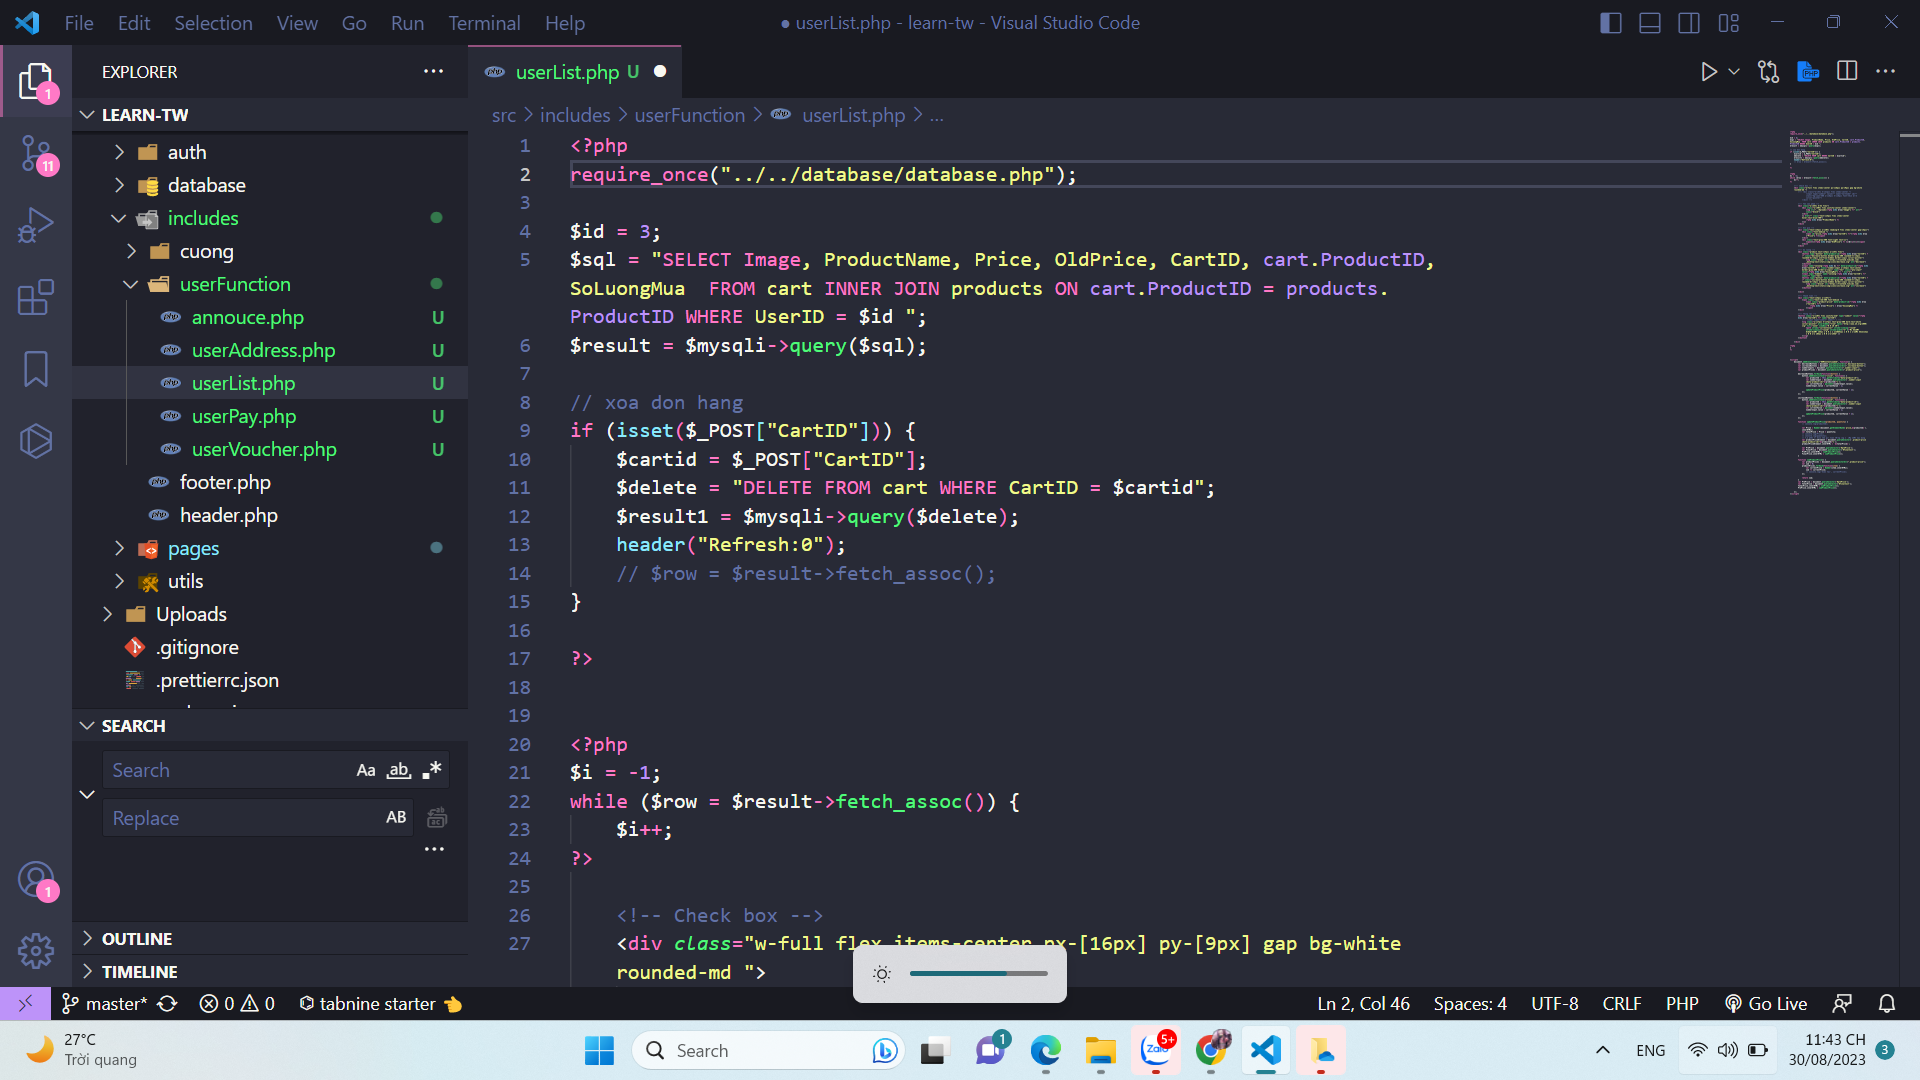 File Edit Selection View Go Run Terminal Help
● userList.php - learn-tw - Visual Studio Code
EXPLORER
userList.php U
LEARN-TW
src > includes > userFunction > userList.php > ...
auth
database
includes
cuong
userFunction
annouce.php U
userAddress.php U
userList.php U
userPay.php U
userVoucher.php U
footer.php
header.php
pages
utils
Uploads
.gitignore
.prettierrc.json
SEARCH
Search Aa ab
Replace AB
OUTLINE
TIMELINE
1
11
1
1 <?php
2 require_once("../../database/database.php");
3
4 $id = 3;
5 $sql = "SELECT Image, ProductName, Price, OldPrice, CartID, cart.ProductID,
SoLuongMua  FROM cart INNER JOIN products ON cart.ProductID = products.
ProductID WHERE UserID = $id ";
6 $result = $mysqli->query($sql);
7
8 // xoa don hang
9 if (isset($_POST["CartID"])) {
10     $cartid = $_POST["CartID"];
11     $delete = "DELETE FROM cart WHERE CartID = $cartid";
12     $result1 = $mysqli->query($delete);
13     header("Refresh:0");
14     // $row = $result->fetch_assoc();
15 }
16
17 ?>
18
19
20 <?php
21 $i = -1;
22 while ($row = $result->fetch_assoc()) {
23     $i++;
24 ?>
25
26     <!-- Check box -->
27     <div class="w-full flex items-center px-[16px] py-[9px] gap bg-white
rounded-md ">
master* 0 0 tabnine starter
Ln 2, Col 46 Spaces: 4 UTF-8 CRLF PHP Go Live
27°C
Trời quang
Search
1
Zalo
5+
ENG
11:43 CH
30/08/2023
3